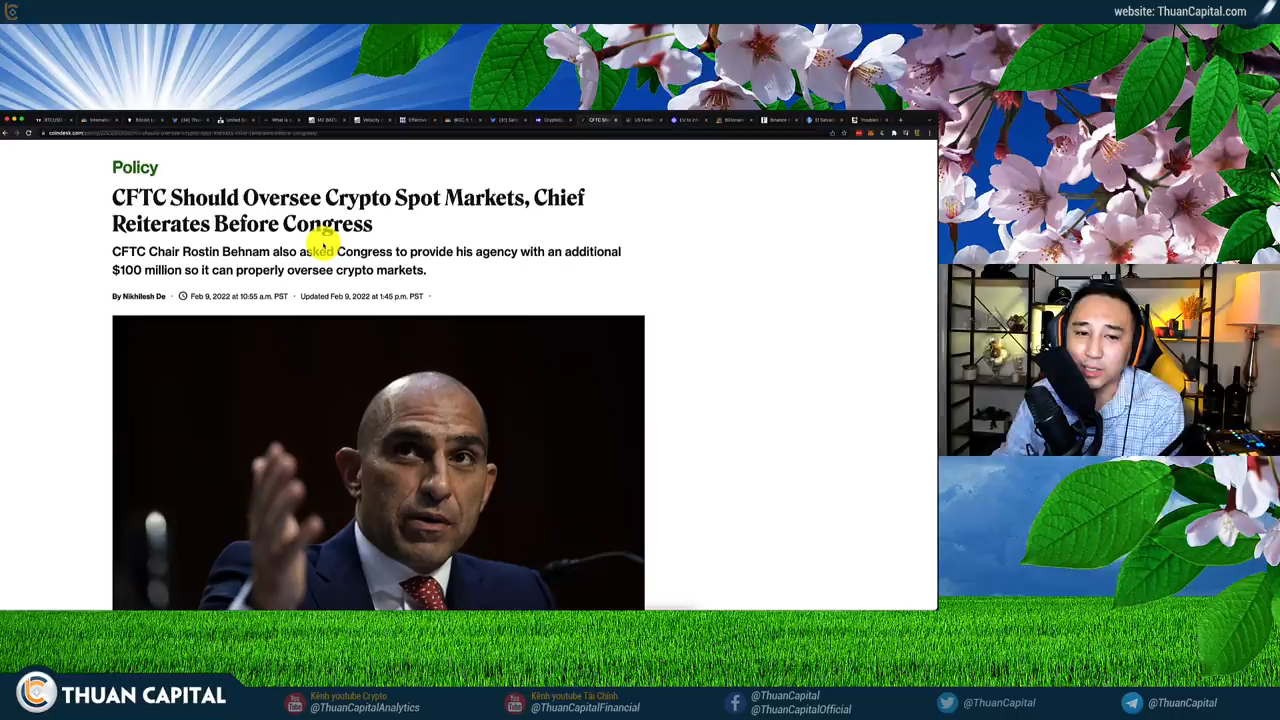 website: ThuanCapital.com
Policy
CFTC Should Oversee Crypto Spot Markets, Chief
Reiterates Before Congress
CFTC Chair Rostin Behnam also asked Congress to provide his agency with an additional
$100 million so it can properly oversee crypto markets.
By Nikhilesh De · Feb 9, 2022 at 10:55 a.m. PST · Updated Feb 9, 2022 at 1:45 p.m. PST ·
THUAN CAPITAL
Kênh youtube Crypto
@ThuanCapitalAnalytics
Kênh youtube Tài Chính
@ThuanCapitalFinancial
@ThuanCapital
@ThuanCapitalOfficial
@ThuanCapital
@ThuanCapital